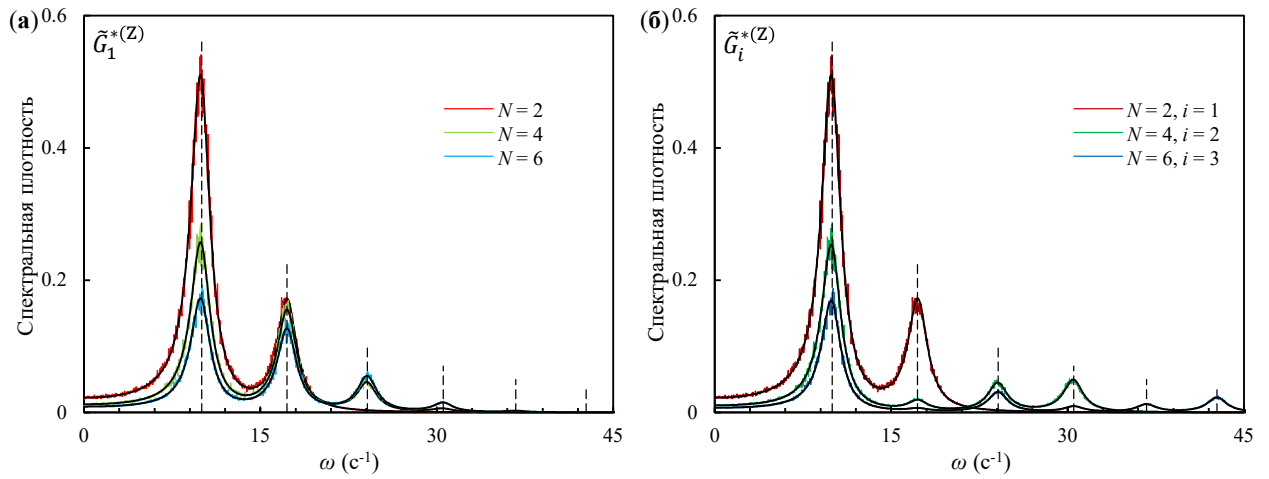 (а)
0.6
0.4
0.2
0
G̃₁*⁽ᶻ⁾
Спектральная плотность
N = 2
N = 4
N = 6
0 15 30 45
ω (с⁻¹)
(б)
0.6
0.4
0.2
0
G̃ᵢ*⁽ᶻ⁾
Спектральная плотность
N = 2, i = 1
N = 4, i = 2
N = 6, i = 3
0 15 30 45
ω (с⁻¹)